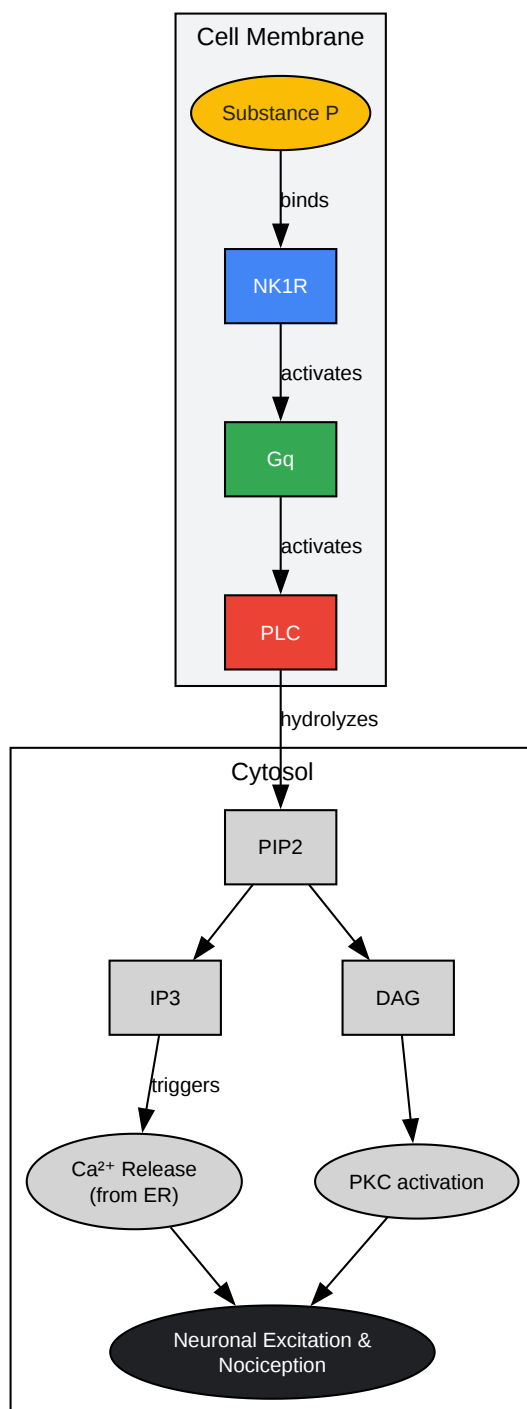 Cell Membrane
Substance P
binds
NK1R
activates
Gq
activates
PLC
hydrolyzes
Cytosol
PIP2
IP3
DAG
triggers
Ca²⁺ Release
(from ER)
PKC activation
Neuronal Excitation &
Nociception